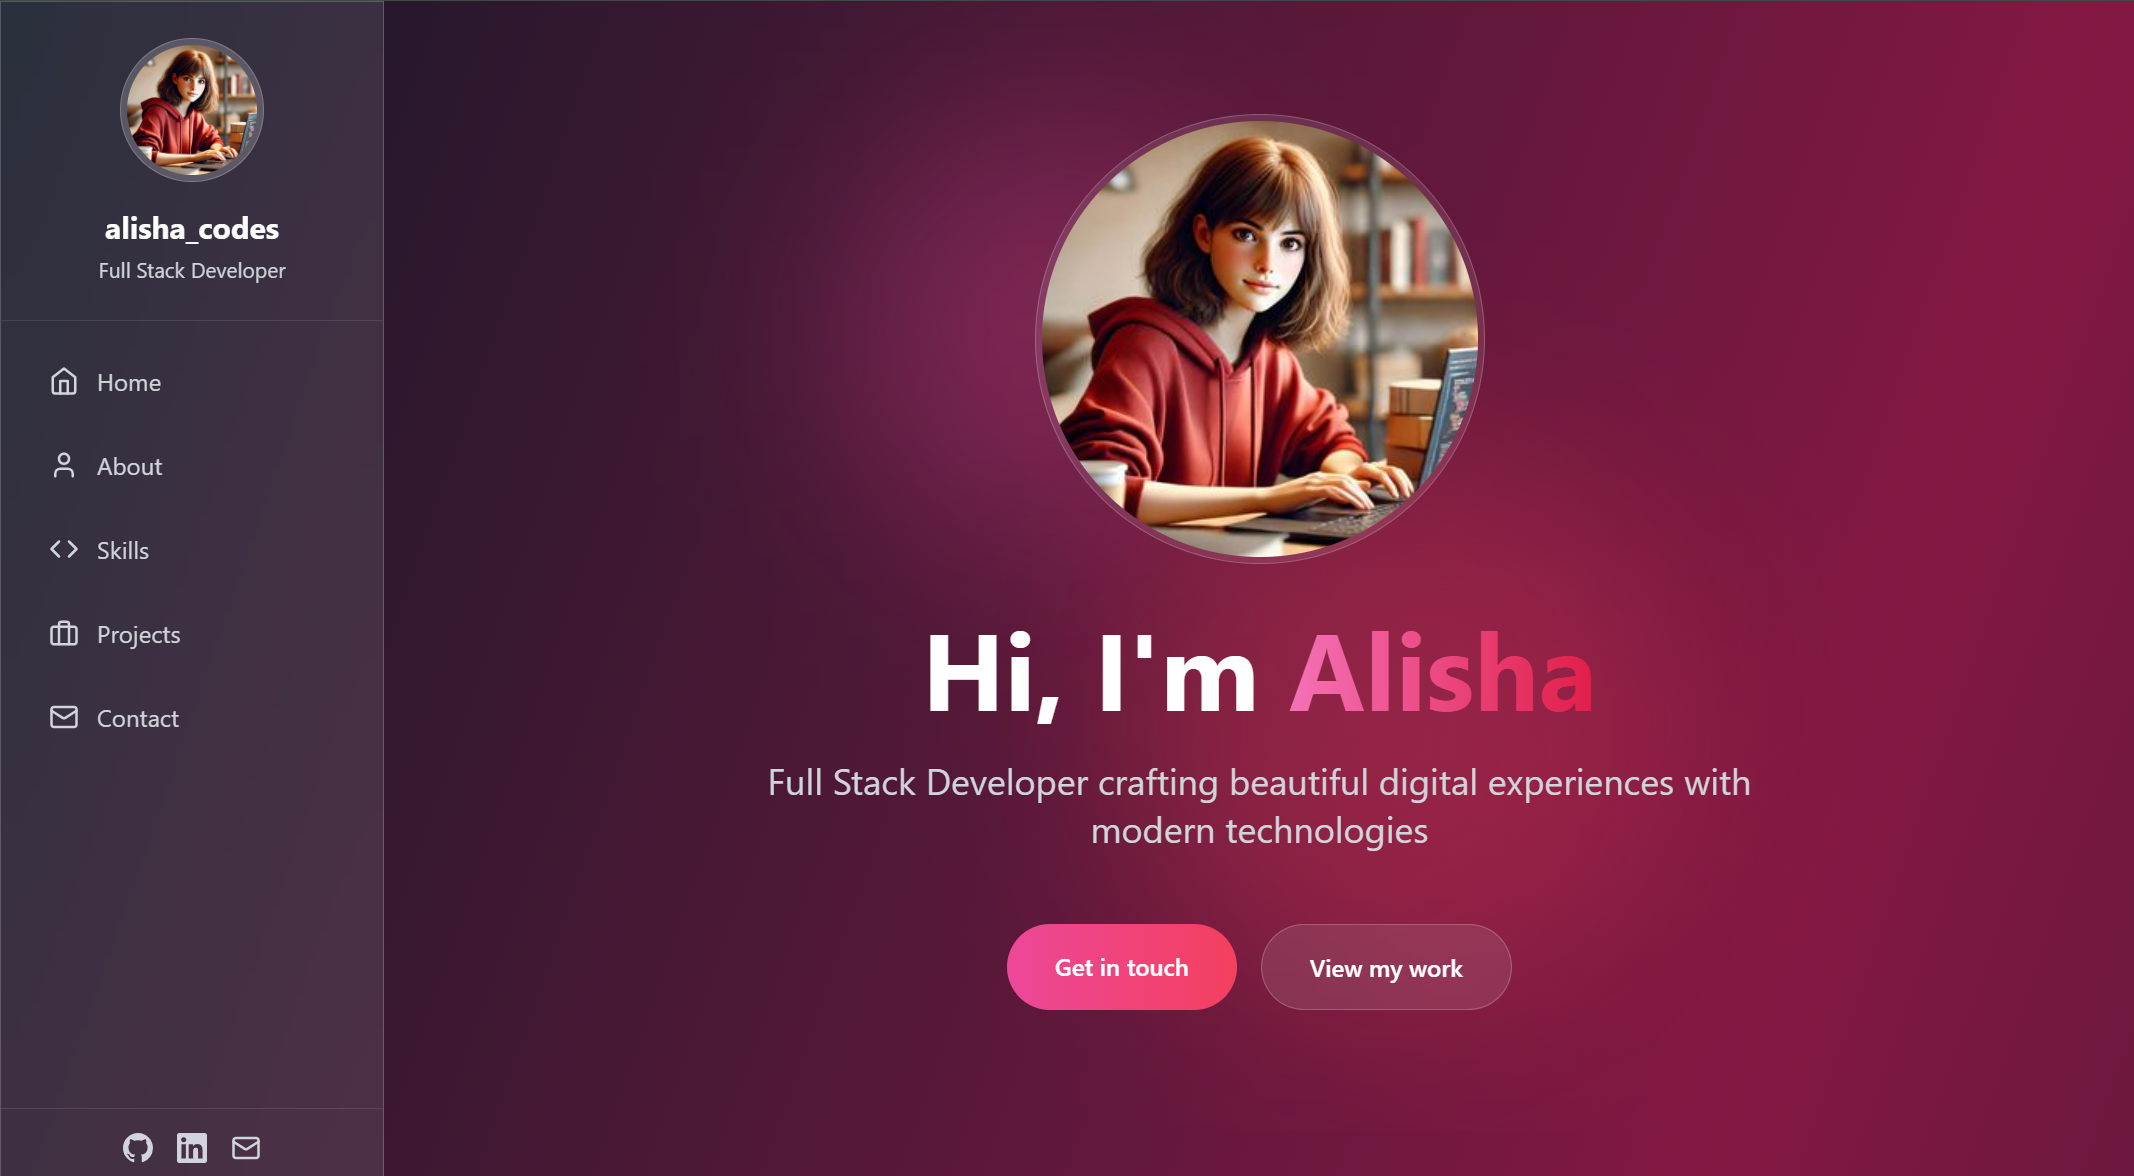 alisha_codes
Full Stack Developer
Home
About
Skills
Projects
Contact
Hi, I'm Alisha
Full Stack Developer crafting beautiful digital experiences with
modern technologies
Get in touch
View my work
in